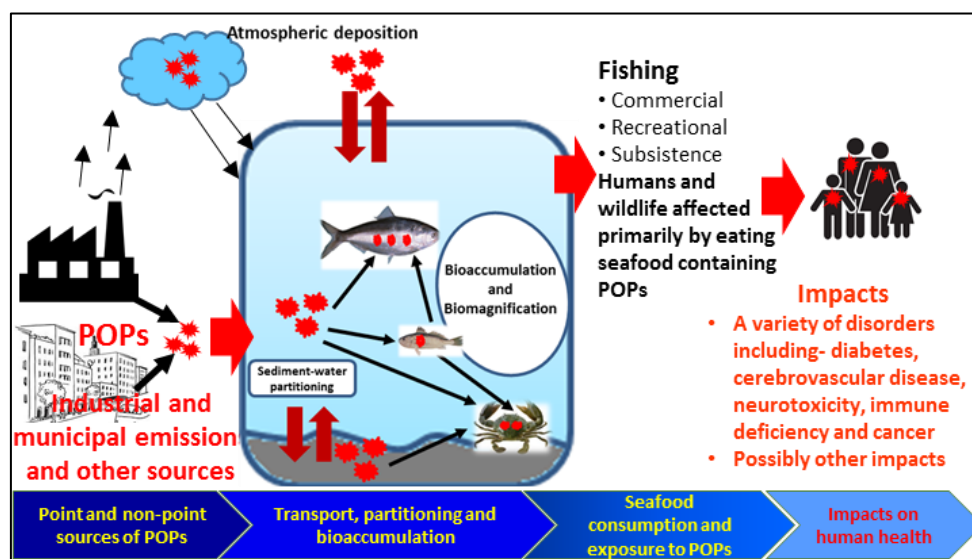 Atmospheric deposition
POPs
Industrial and
municipal emission
and other sources
Bioaccumulation
and
Biomagnification
Sediment-water
partitioning
Fishing
• Commercial
• Recreational
• Subsistence
Humans and
wildlife affected
primarily by eating
seafood containing
POPs
Impacts
• A variety of disorders
including- diabetes,
cerebrovascular disease,
neurotoxicity, immune
deficiency and cancer
• Possibly other impacts
Point and non-point
sources of POPs
Transport, partitioning and
bioaccumulation
Seafood
consumption and
exposure to POPs
Impacts on
human health